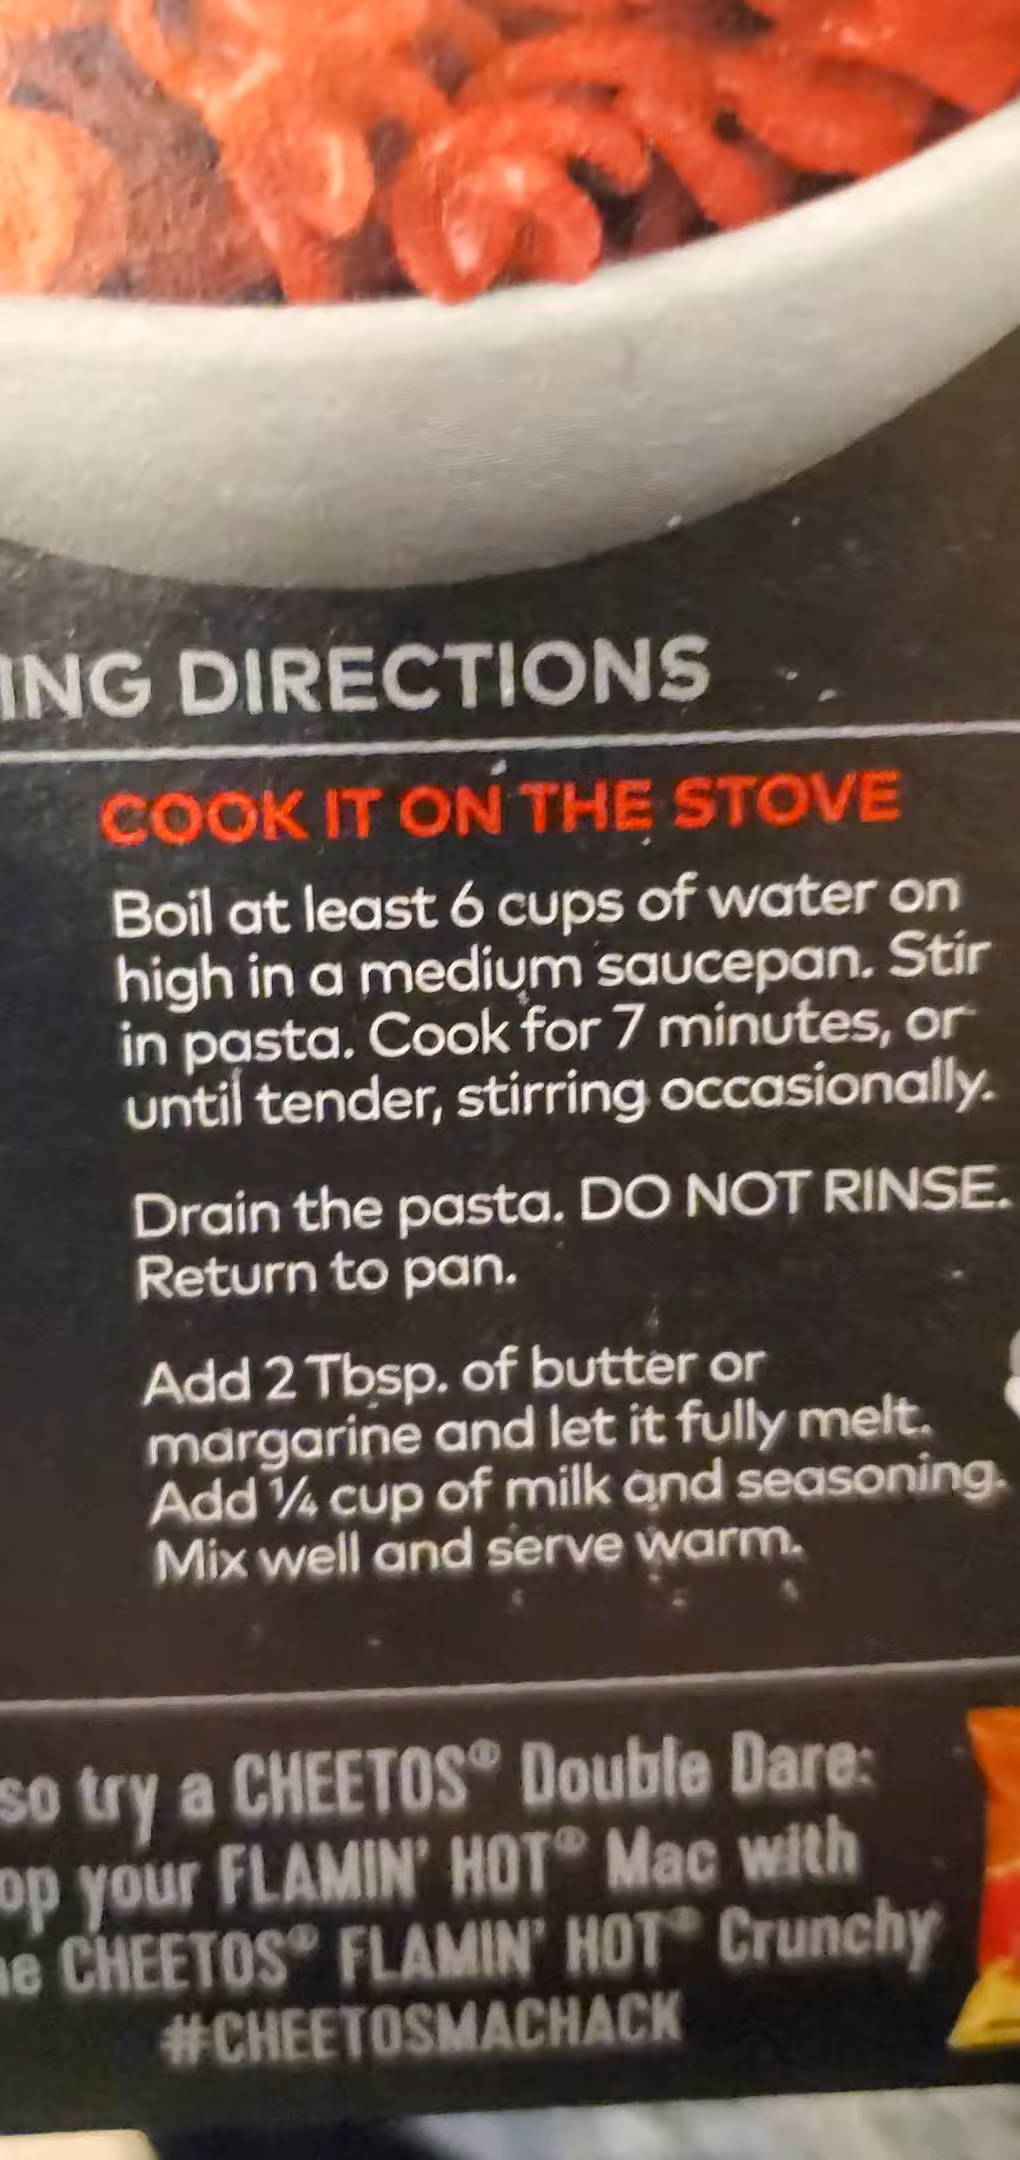 ING DIRECTIONS
COOK IT ON THE STOVE
Boil at least 6 cups of water on
high in a medium saucepan. Stir
in pasta. Cook for 7 minutes, or
until tender, stirring occasionally.
Drain the pasta. DO NOT RINSE.
Return to pan.
Add 2 Tbsp. of butter or
margarine and let it fully melt.
Add ¼ cup of milk and seasoning.
Mix well and serve warm.
so try a CHEETOS® Double Dare:
op your FLAMIN' HOT® Mac with
he CHEETOS® FLAMIN' HOT® Crunchy
#CHEETOSMACHACK